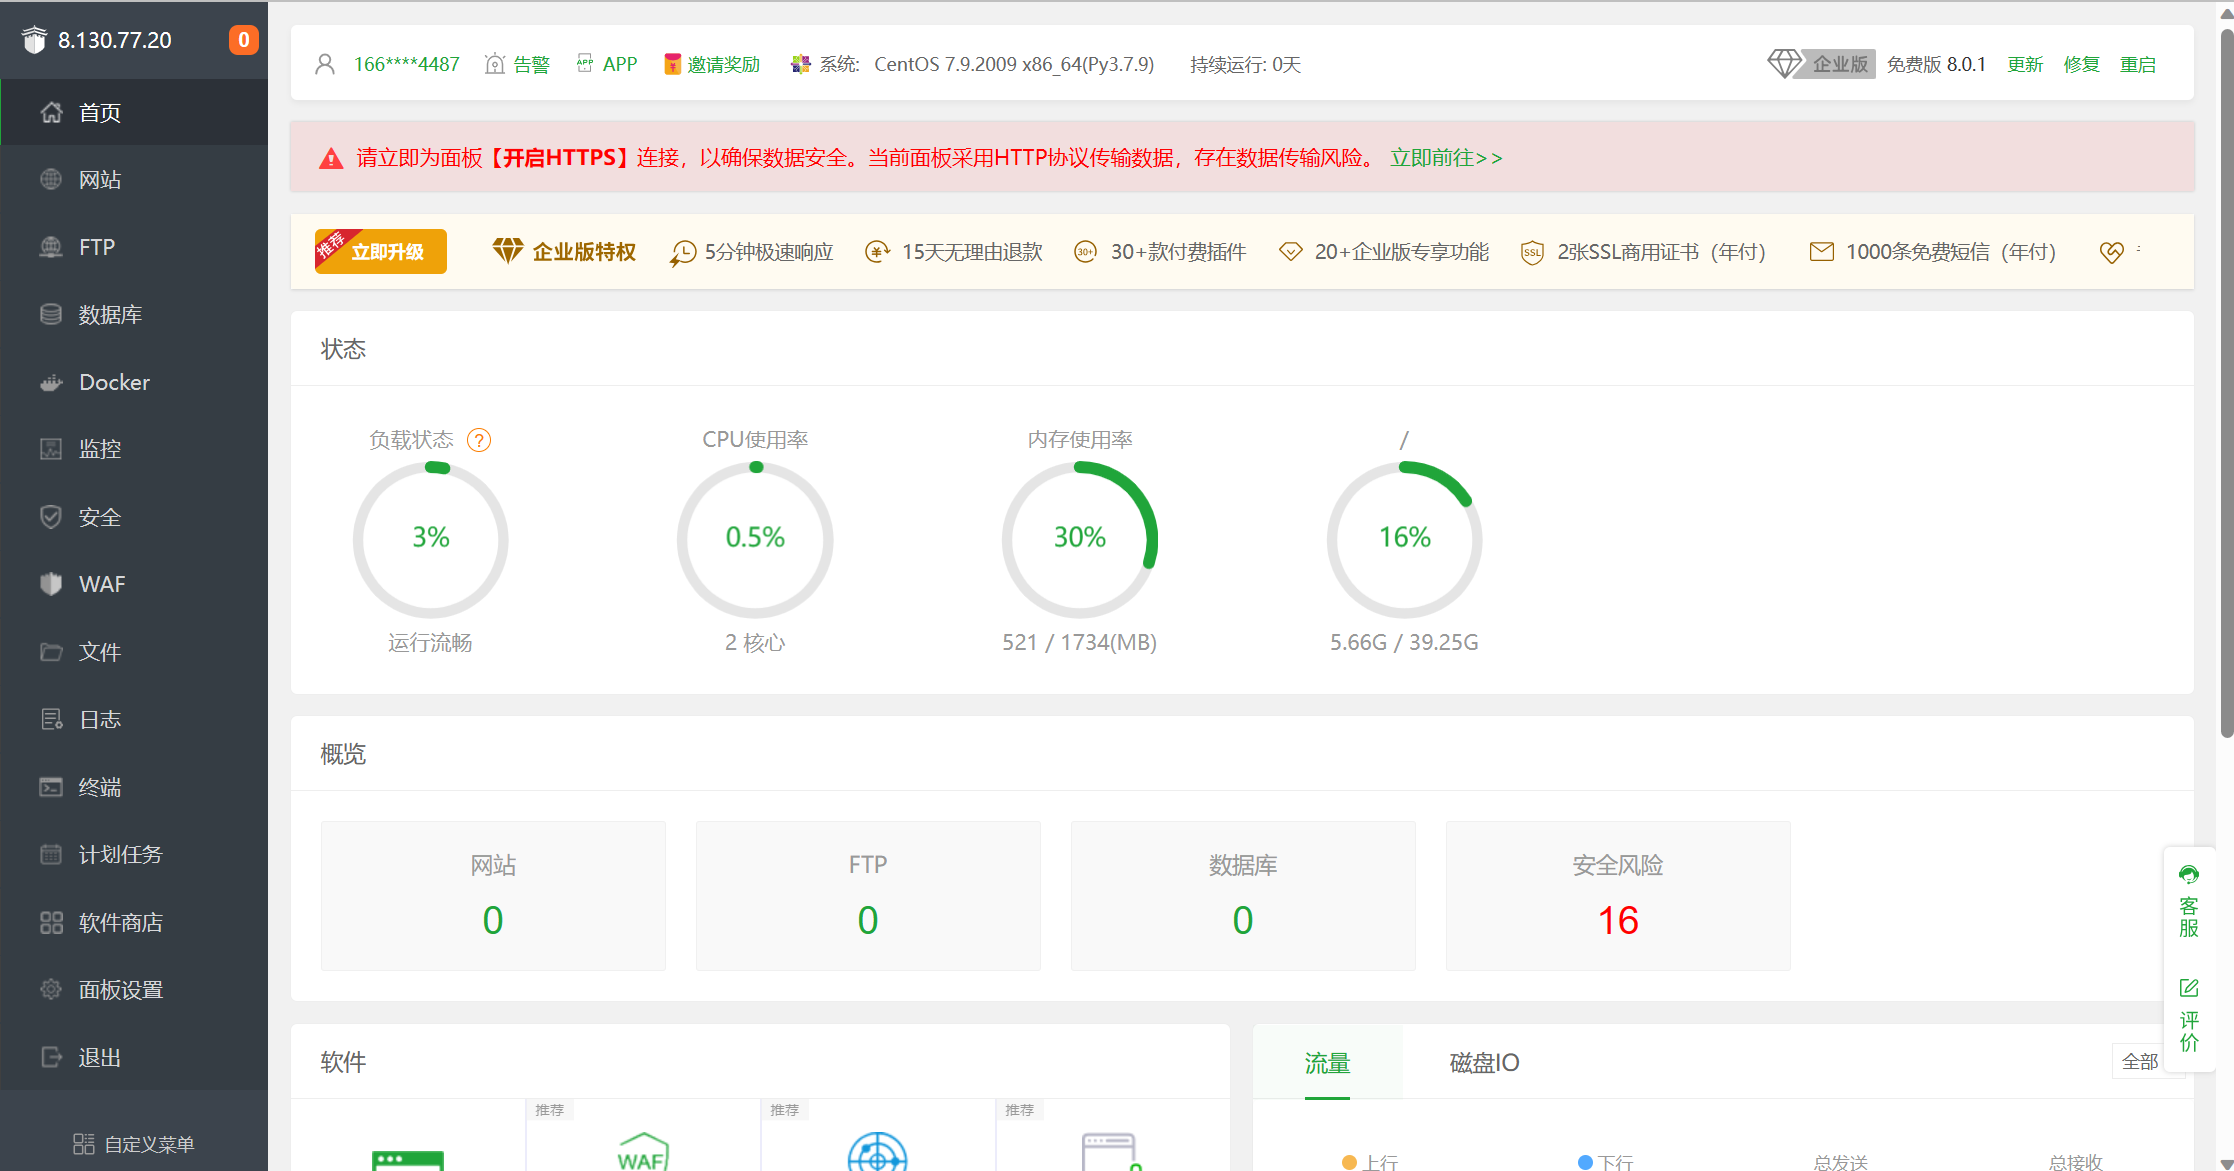 8.130.77.20 0
首页
网站
FTP
数据库
Docker
监控
安全
WAF
文件
日志
终端
计划任务
软件商店
面板设置
退出
自定义菜单
166****4487 告警 APP 邀请奖励 系统: CentOS 7.9.2009 x86_64(Py3.7.9) 持续运行: 0天 企业版 免费版 8.0.1 更新 修复 重启
请立即为面板【开启HTTPS】连接，以确保数据安全。当前面板采用HTTP协议传输数据，存在数据传输风险。 立即前往>>
推荐 立即升级 企业版特权 5分钟极速响应 15天无理由退款 30+ 30+款付费插件 20+企业版专享功能 SSL 2张SSL商用证书（年付） 1000条免费短信（年付）
状态
负载状态 ? CPU使用率 内存使用率 /
3% 0.5% 30% 16%
运行流畅 2 核心 521 / 1734(MB) 5.66G / 39.25G
概览
网站 FTP 数据库 安全风险
0 0 0 16
软件
推荐 推荐 推荐
WAF
流量 磁盘IO 全部
上行 下行 总发送 总接收
客服
评价